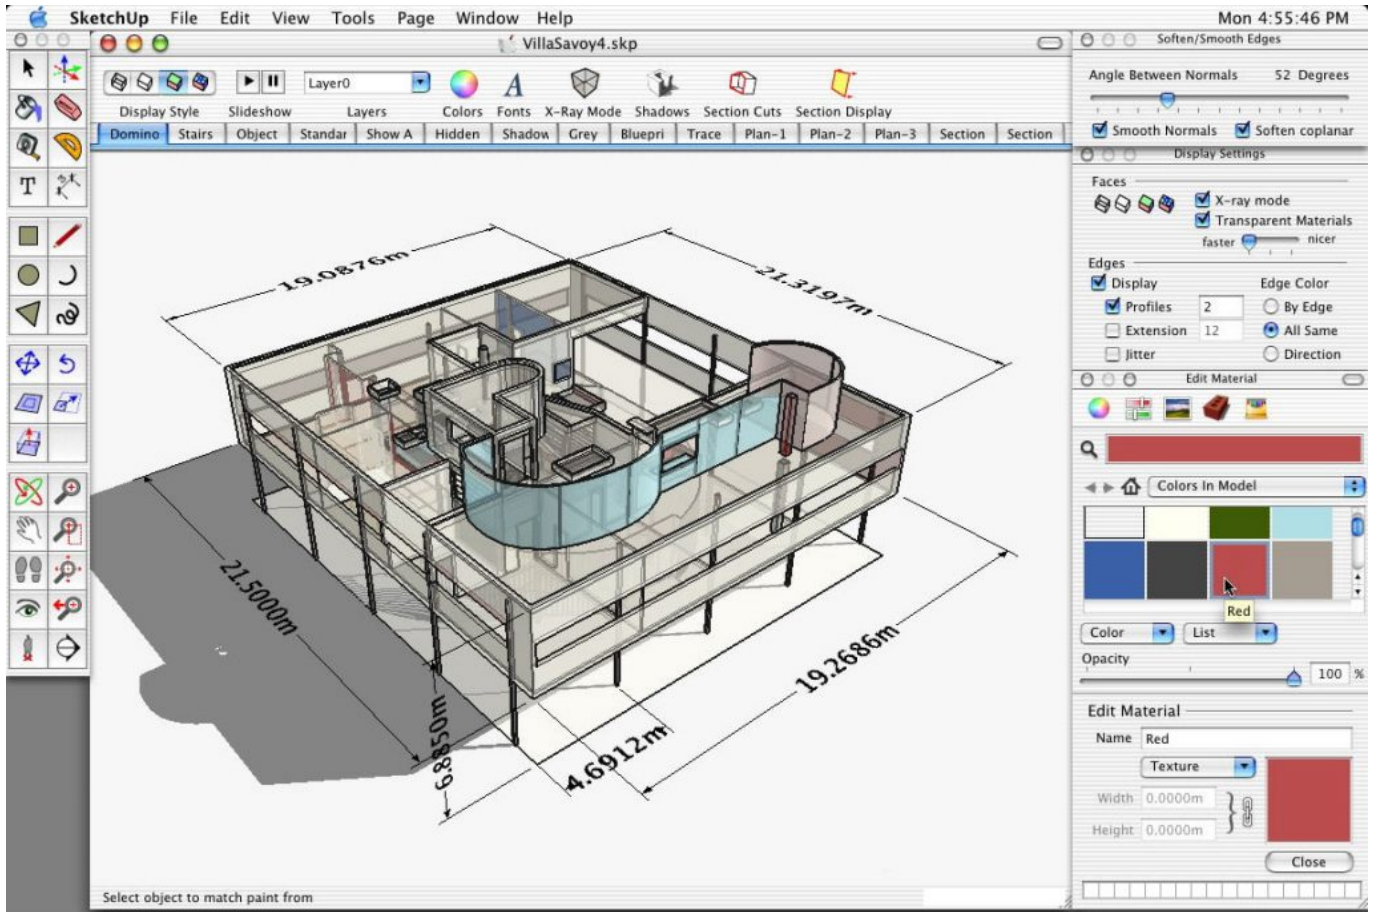 SketchUp File Edit View Tools Page Window Help Mon 4:55:46 PM
VillaSavoy4.skp
Layer0
Display Style Slideshow Layers Colors Fonts X-Ray Mode Shadows Section Cuts Section Display
Domino Stairs Object Standar Show A Hidden Shadow Grey Bluepri Trace Plan-1 Plan-2 Plan-3 Section Section
19.0876m
21.3197m
21.5000m
6.8850m
4.6912m
19.2686m
Select object to match paint from
Soften/Smooth Edges
Angle Between Normals 52 Degrees
Smooth Normals Soften coplanar
Display Settings
Faces
X-ray mode
Transparent Materials
faster nicer
Edges
Display Edge Color
Profiles 2 By Edge
Extension 12 All Same
Jitter Direction
Edit Material
Colors In Model
Red
Color List
Opacity
100 %
Edit Material
Name Red
Texture
Width 0.0000m
Height 0.0000m
Close